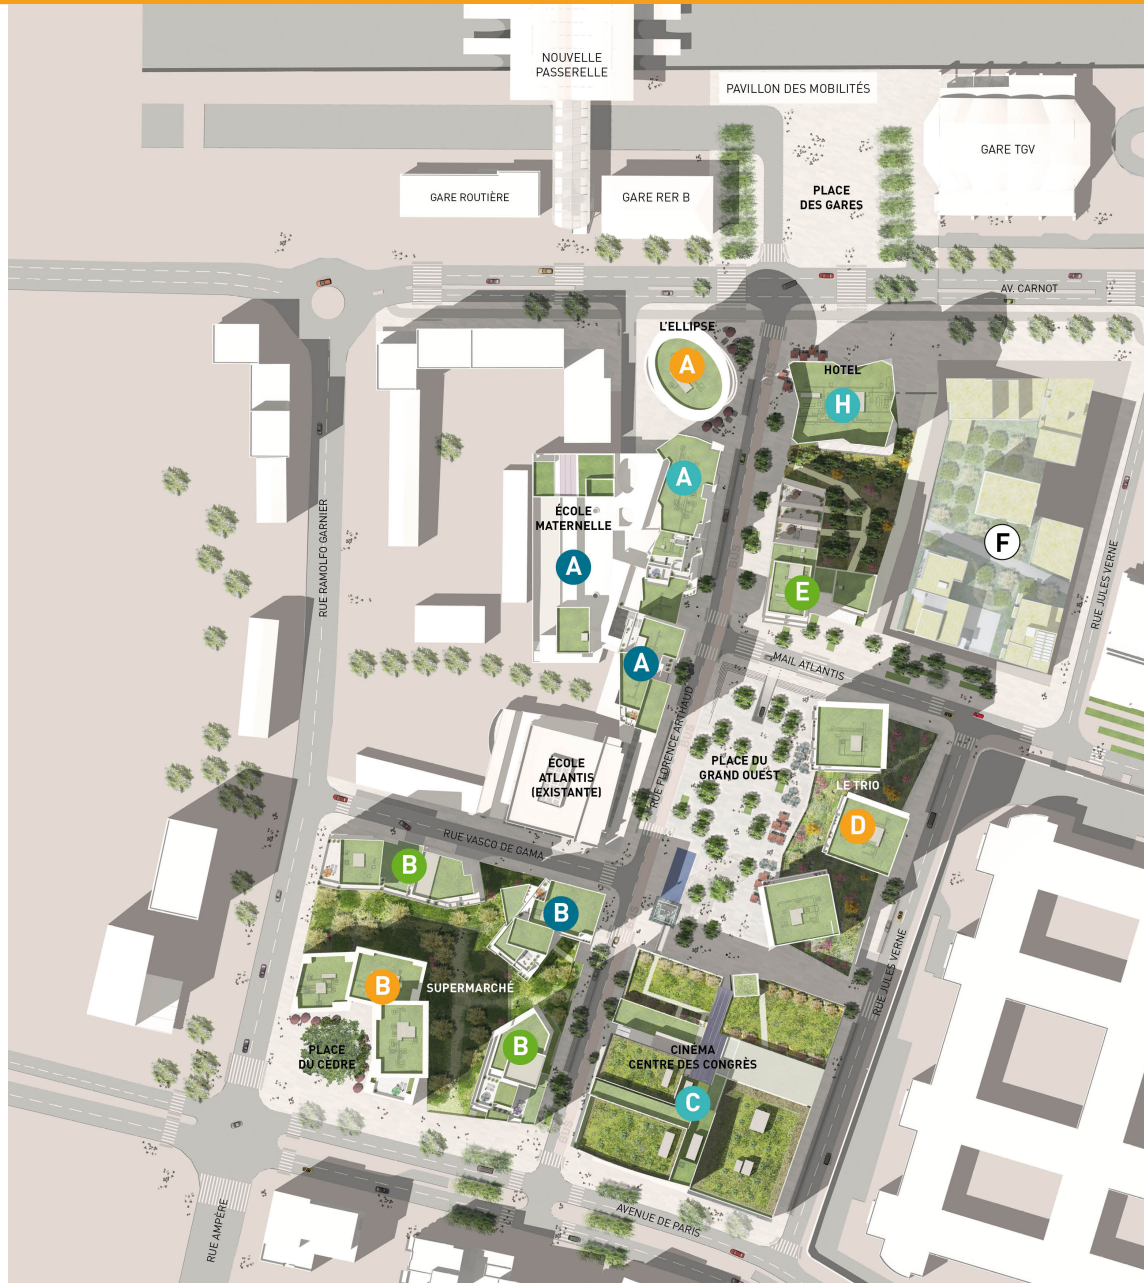 NOUVELLE
PASSERELLE
PAVILLON DES MOBILITÉS
GARE TGV
GARE ROUTIÈRE
GARE RER B
PLACE
DES GARES
AV. CARNOT
L'ELLIPSE
A
HOTEL
H
A
RUE RAMOLFO GARNIER
ÉCOLE
MATERNELLE
A
BUS
F
E
RUE JULES VERNE
A
MAIL ATLANTIS
RUE FLORENCE ARTHAUD
PLACE DU
GRAND OUEST
ÉCOLE
ATLANTIS
(EXISTANTE)
LE TRIO
D
RUE VASCO DE GAMA
B
B
B
SUPERMARCHÉ
RUE JULES VERNE
PLACE
DU CÈDRE
B
CINÉMA
CENTRE DES CONGRÈS
C
BUS
RUE AMPÈRE
AVENUE DE PARIS